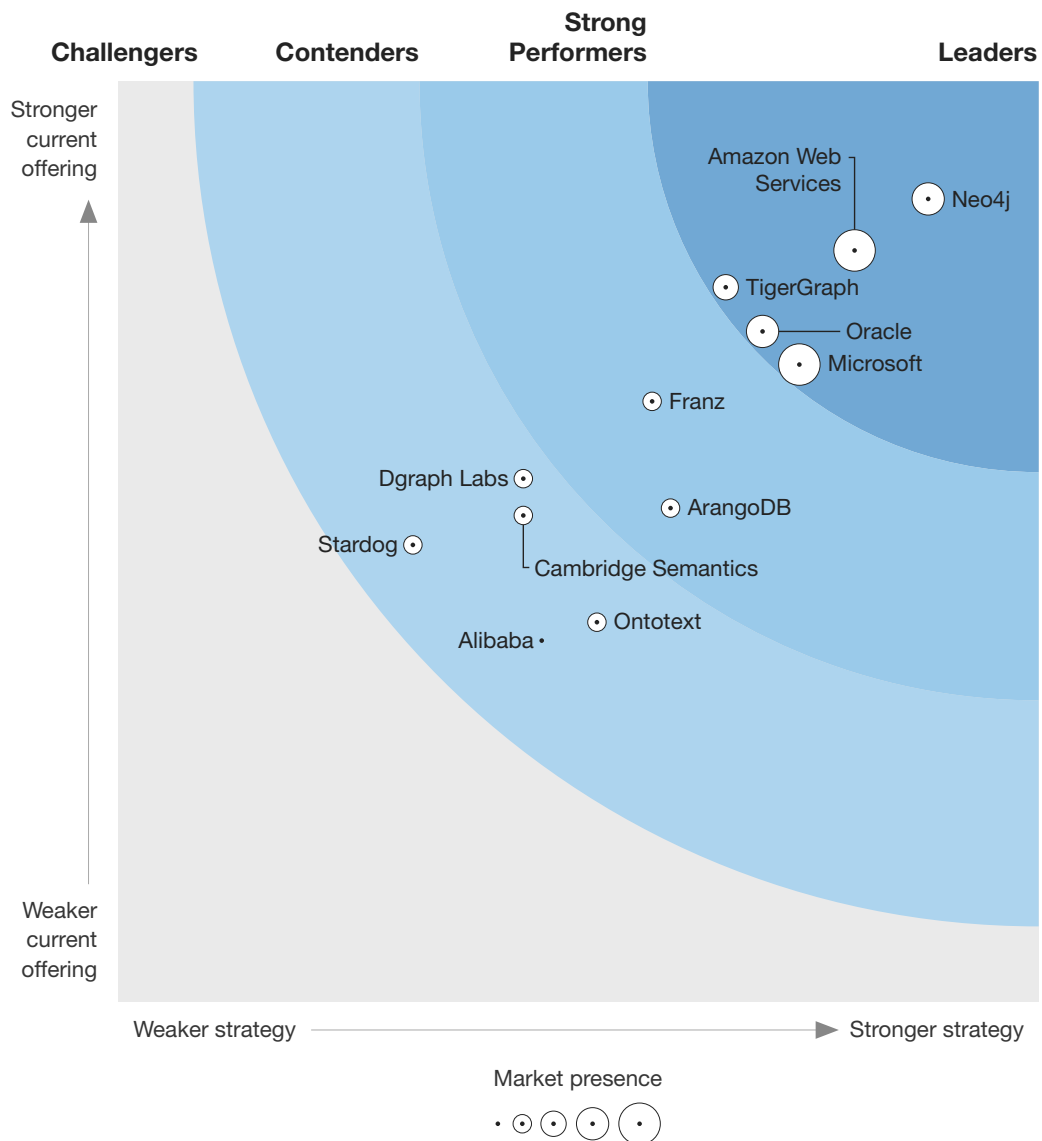 Challengers
Contenders
Strong
Performers
Leaders
Stronger
current
offering
Amazon Web
Services
Neo4j
TigerGraph
Oracle
Microsoft
Franz
Dgraph Labs
ArangoDB
Stardog
Cambridge Semantics
Ontotext
Alibaba
Weaker
current
offering
Weaker strategy
Stronger strategy
Market presence